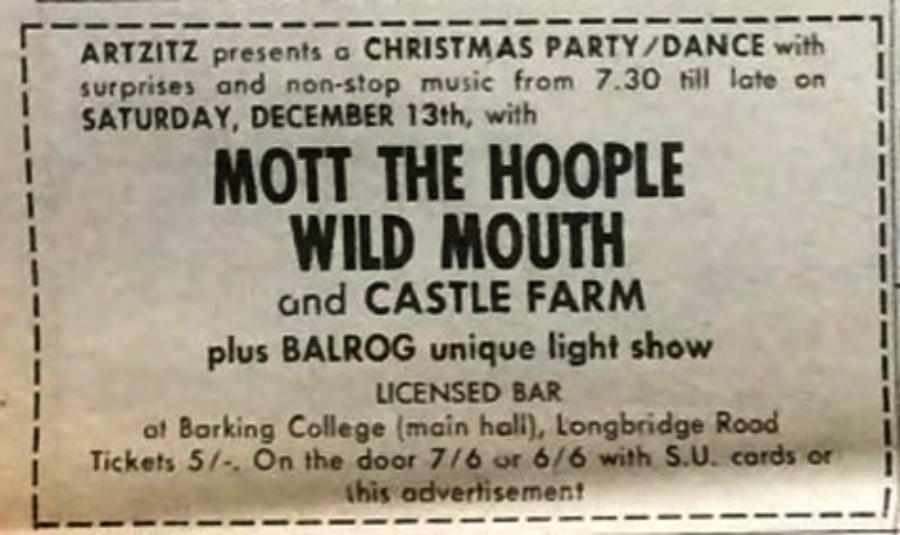 ARTZITZ presents a CHRISTMAS PARTY/DANCE with
surprises and non-stop music from 7.30 till late on
SATURDAY, DECEMBER 13th, with
MOTT THE HOOPLE
WILD MOUTH
and CASTLE FARM
plus BALROG unique light show
LICENSED BAR
at Barking College (main hall), Longbridge Road
Tickets 5/-. On the door 7/6 or 6/6 with S.U. cards or
this advertisement